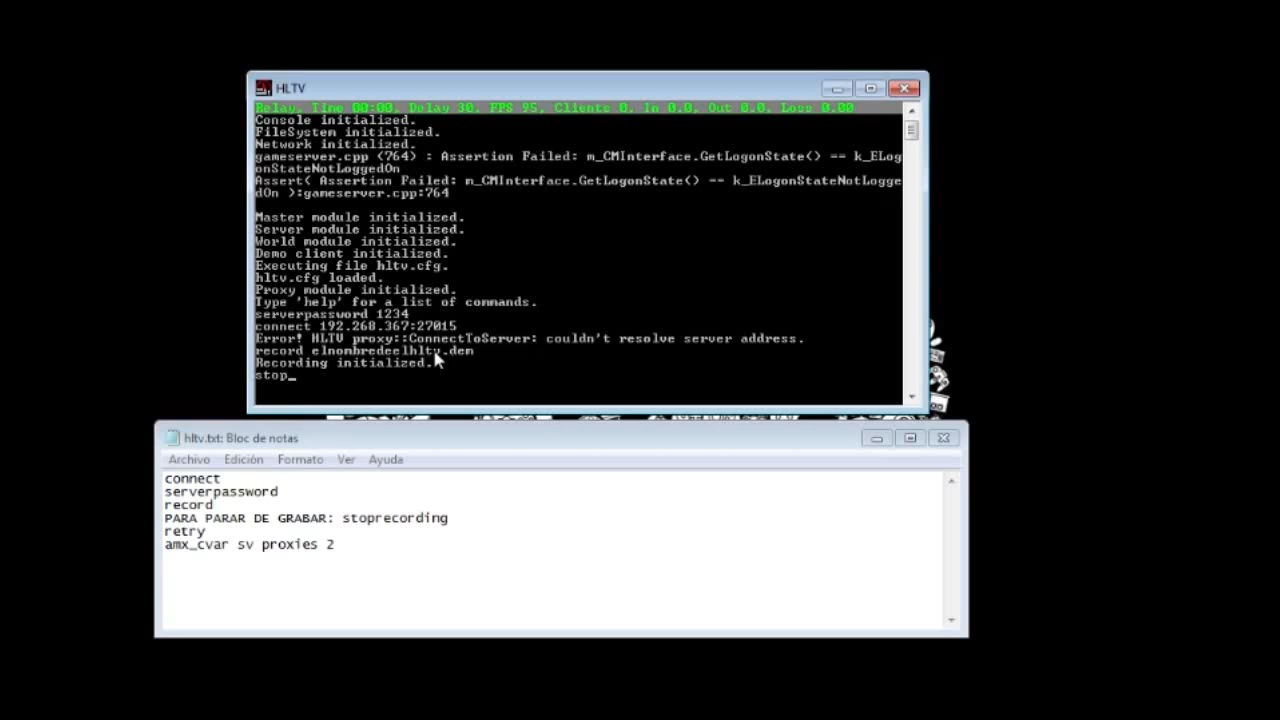 HLTV
Relay, Time 00:00, Delay 30, FPS 95, Clients 0, In 0.0, Out 0.0, Loss 0.00
Console initialized.
FileSystem initialized.
Network initialized.
gameserver.cpp (764) : Assertion Failed: m_CMInterface.GetLogonState() == k_ELog
onStateNotLoggedOn
Assert( Assertion Failed: m_CMInterface.GetLogonState() == k_ELogonStateNotLogge
dOn ):gameserver.cpp:764
Master module initialized.
Server module initialized.
World module initialized.
Demo client initialized.
Executing file hltv.cfg.
hltv.cfg loaded.
Proxy module initialized.
Type 'help' for a list of commands.
serverpassword 1234
connect 192.268.367:27015
Error! HLTV proxy::ConnectToServer: couldn't resolve server address.
record elnombredeelhltv.dem
Recording initialized.
stop_
hltv.txt: Bloc de notas
Archivo Edición Formato Ver Ayuda
connect
serverpassword
record
PARA PARAR DE GRABAR: stoprecording
retry
amx_cvar sv proxies 2